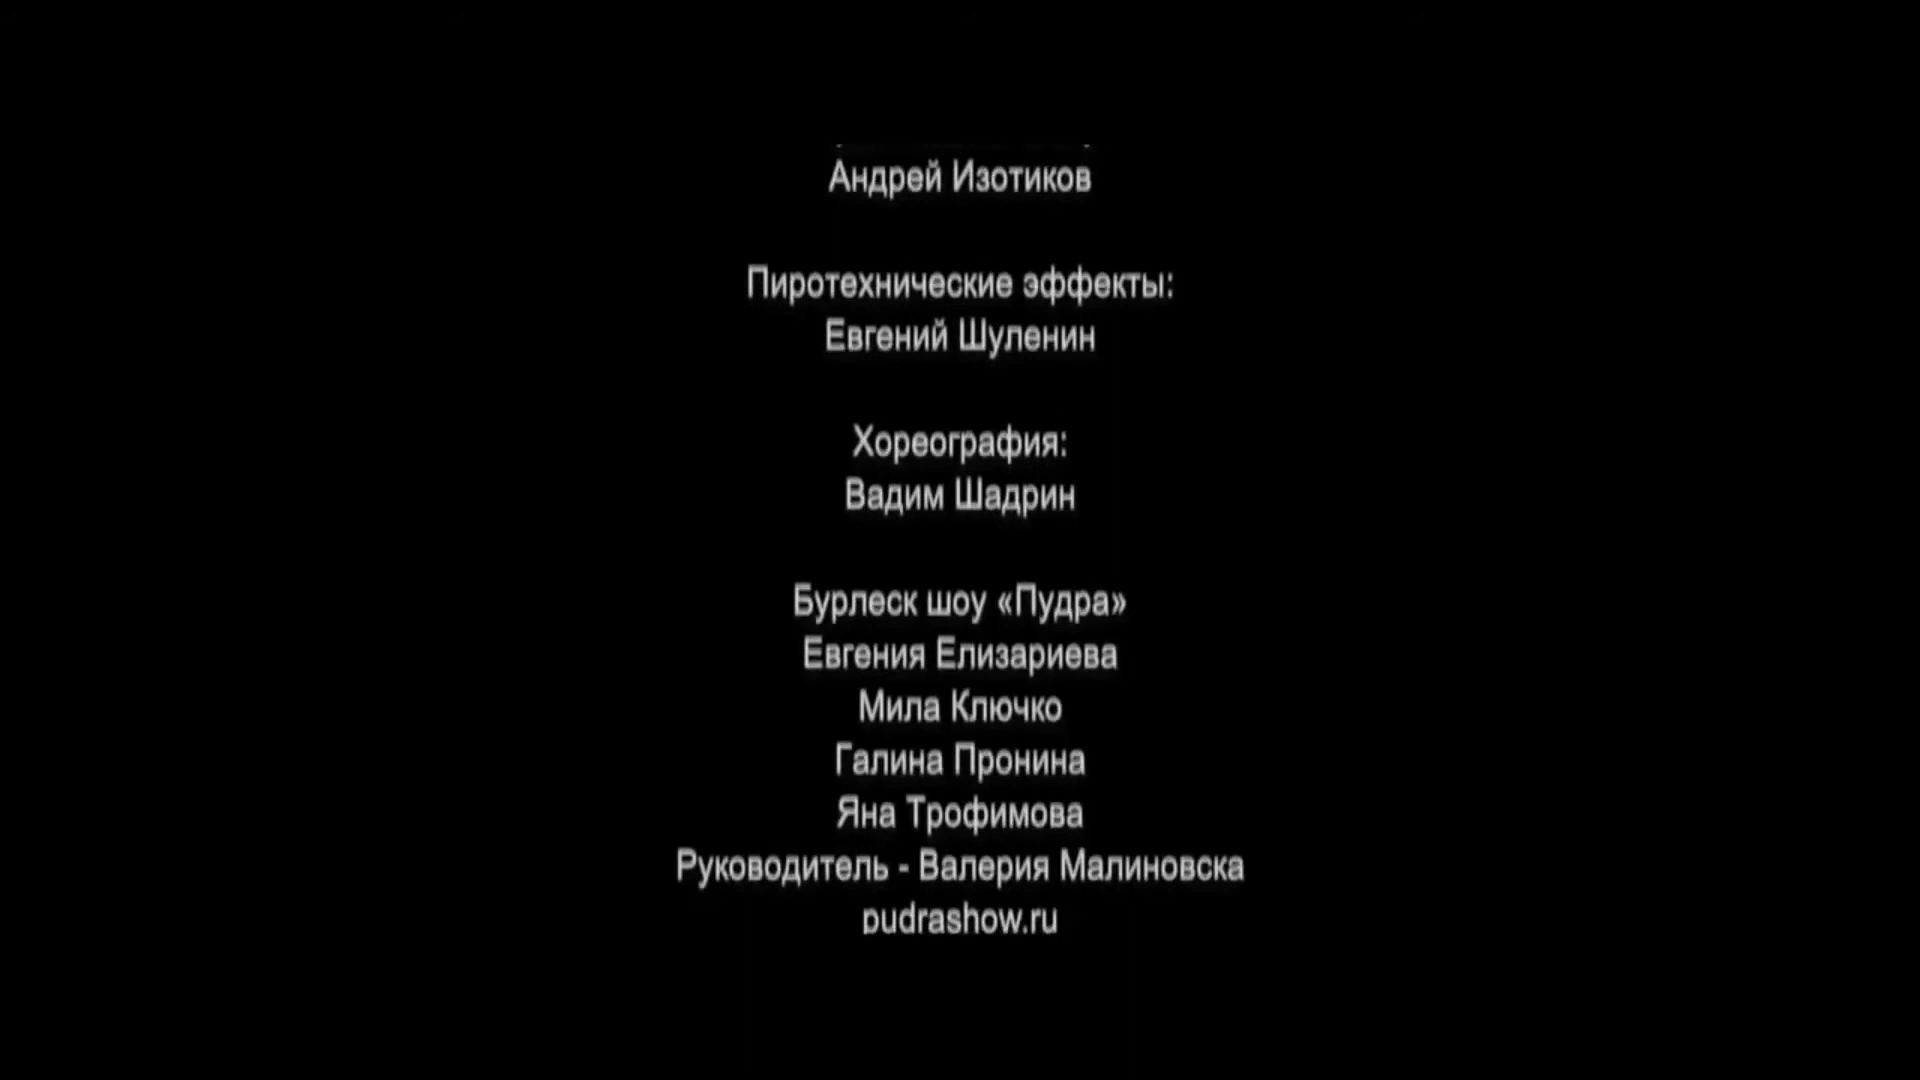 Андрей Изотиков
Пиротехнические эффекты:
Евгений Шуленин
Хореография:
Вадим Шадрин
Бурлеск шоу «Пудра»
Евгения Елизариева
Мила Ключко
Галина Пронина
Яна Трофимова
Руководитель - Валерия Малиновска
pudrashow.ru